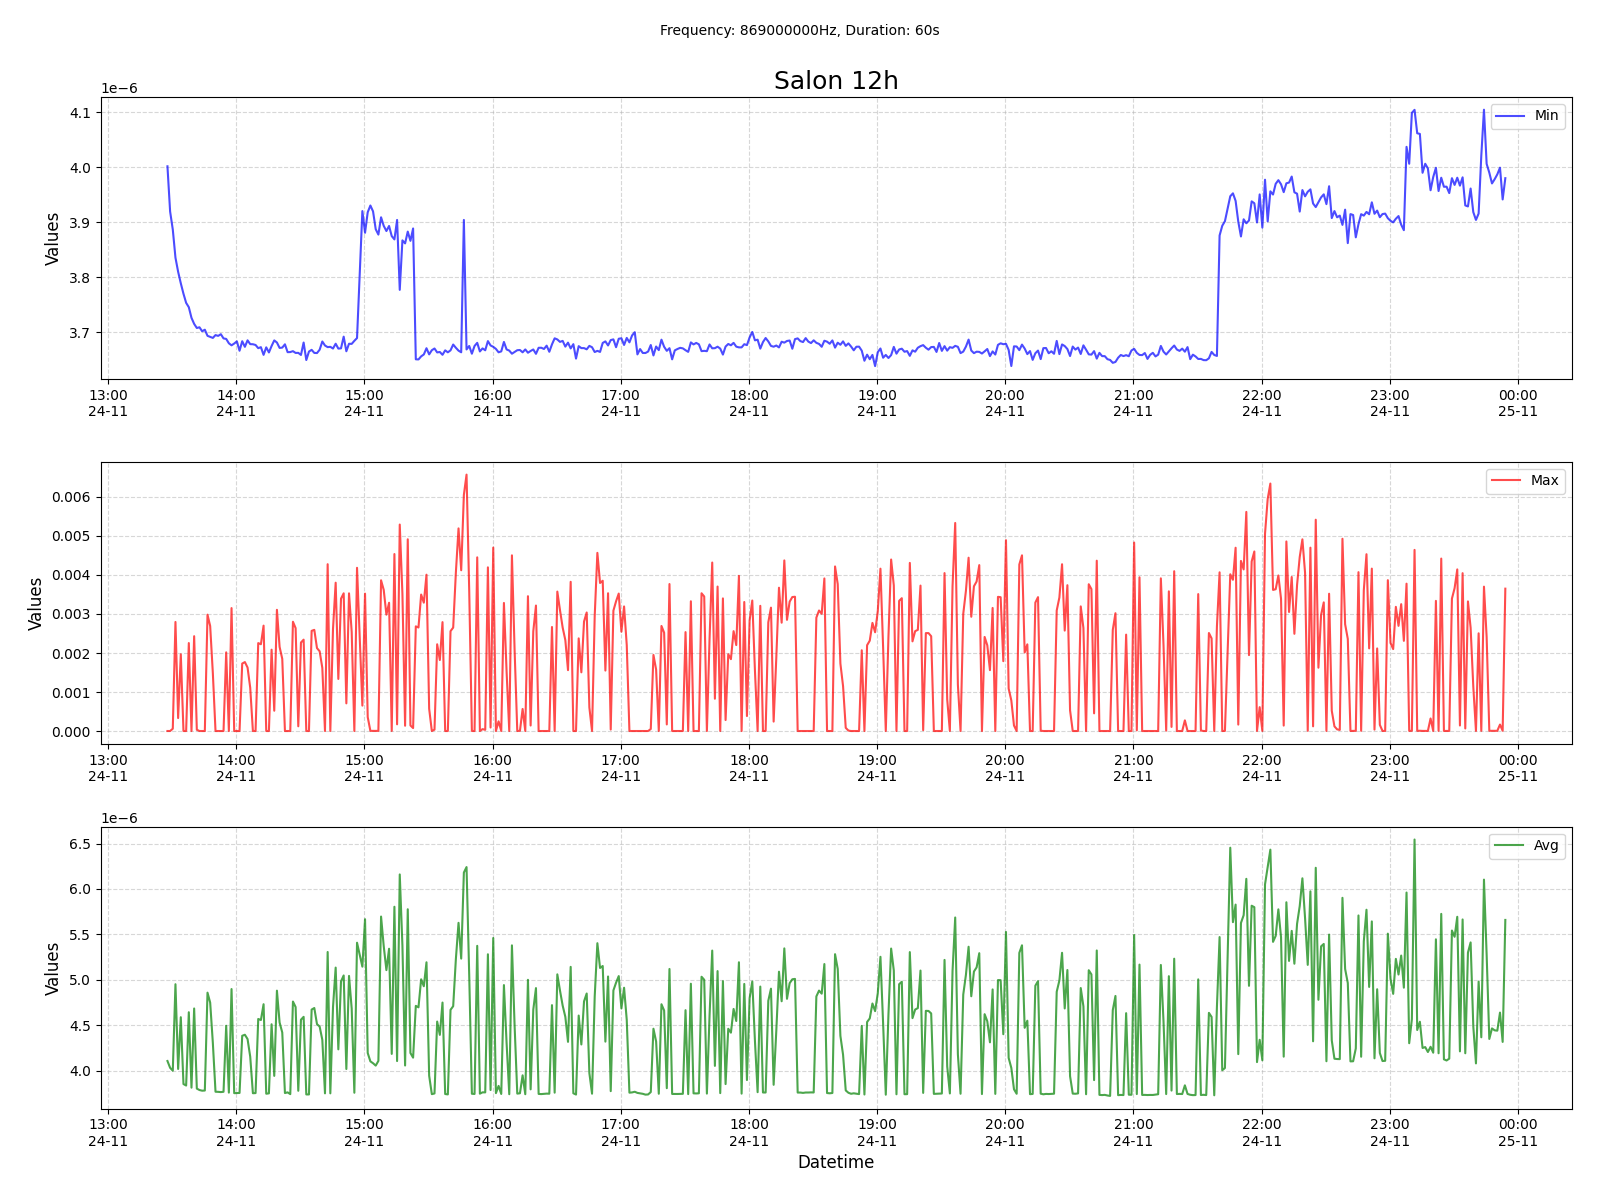 Frequency: 869000000Hz, Duration: 60s
Salon 12h
1e−6
Min
Values
4.1
4.0
3.9
3.8
3.7
13:00 14:00 15:00 16:00 17:00 18:00 19:00 20:00 21:00 22:00 23:00 00:00
24-11 24-11 24-11 24-11 24-11 24-11 24-11 24-11 24-11 24-11 24-11 25-11
Max
Values
0.006
0.005
0.004
0.003
0.002
0.001
0.000
13:00 14:00 15:00 16:00 17:00 18:00 19:00 20:00 21:00 22:00 23:00 00:00
24-11 24-11 24-11 24-11 24-11 24-11 24-11 24-11 24-11 24-11 24-11 25-11
1e−6
Avg
Values
6.5
6.0
5.5
5.0
4.5
4.0
13:00 14:00 15:00 16:00 17:00 18:00 19:00 20:00 21:00 22:00 23:00 00:00
24-11 24-11 24-11 24-11 24-11 24-11 24-11 24-11 24-11 24-11 24-11 25-11
Datetime